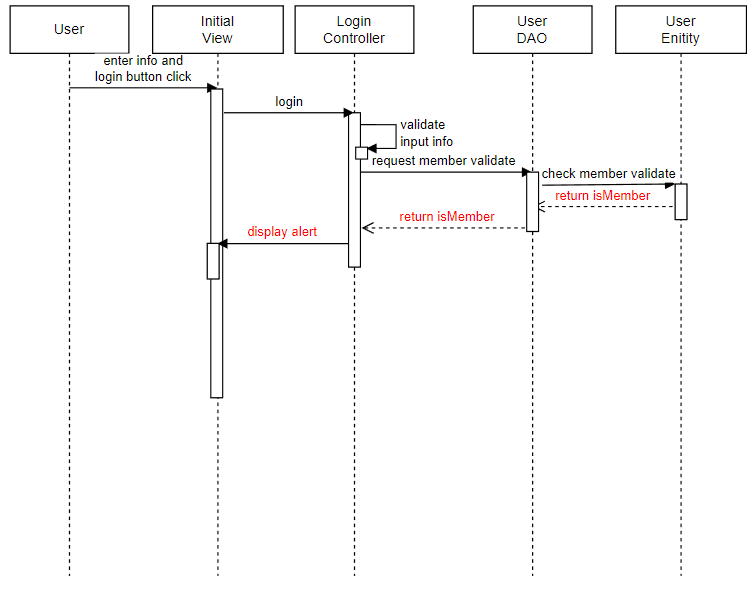 User
Initial
View
Login
Controller
User
DAO
User
Enitity
enter info and
login button click
login
validate
input info
request member validate
check member validate
return isMember
return isMember
display alert